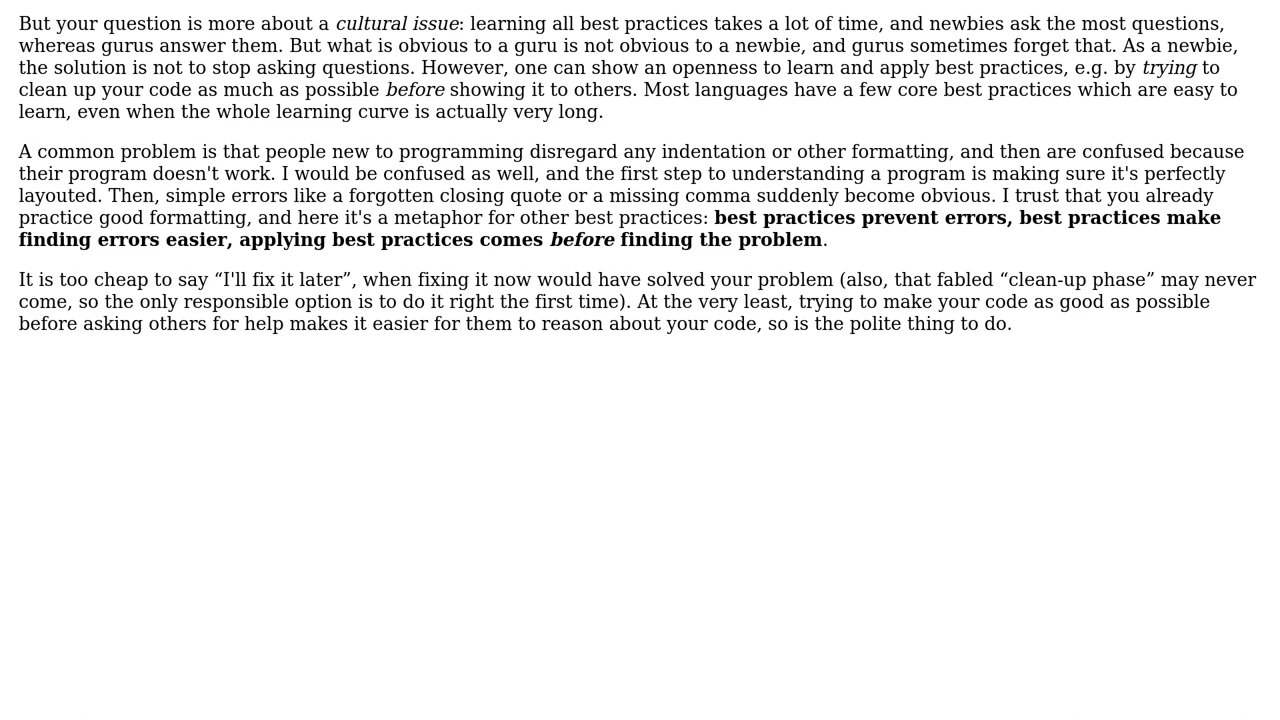 But your question is more about a cultural issue: learning all best practices takes a lot of time, and newbies ask the most questions,
whereas gurus answer them. But what is obvious to a guru is not obvious to a newbie, and gurus sometimes forget that. As a newbie,
the solution is not to stop asking questions. However, one can show an openness to learn and apply best practices, e.g. by trying to
clean up your code as much as possible before showing it to others. Most languages have a few core best practices which are easy to
learn, even when the whole learning curve is actually very long.
A common problem is that people new to programming disregard any indentation or other formatting, and then are confused because
their program doesn't work. I would be confused as well, and the first step to understanding a program is making sure it's perfectly
layouted. Then, simple errors like a forgotten closing quote or a missing comma suddenly become obvious. I trust that you already
practice good formatting, and here it's a metaphor for other best practices: best practices prevent errors, best practices make
finding errors easier, applying best practices comes before finding the problem.
It is too cheap to say “I'll fix it later”, when fixing it now would have solved your problem (also, that fabled “clean-up phase” may never
come, so the only responsible option is to do it right the first time). At the very least, trying to make your code as good as possible
before asking others for help makes it easier for them to reason about your code, so is the polite thing to do.